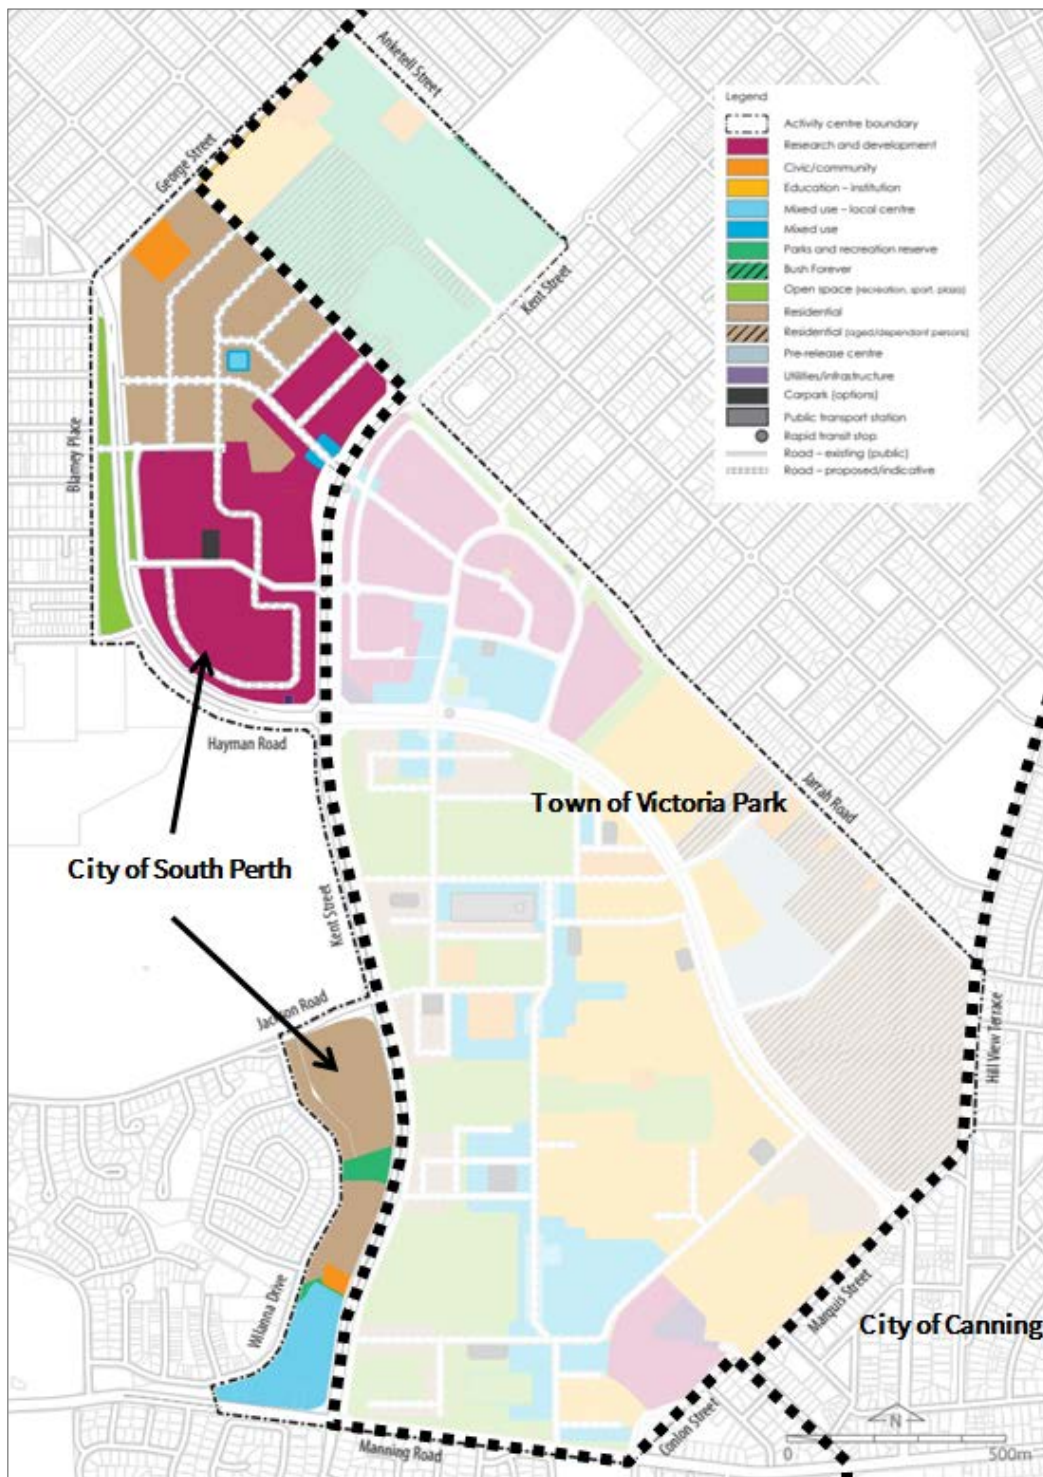 Anketell Street
George Street
Kent Street
Legend
Activity centre boundary
Research and development
Civic/community
Education – institution
Mixed use – local centre
Mixed use
Parks and recreation reserve
Bush Forever
Open space (recreation, sport, plaza)
Residential
Residential (aged/dependant persons)
Pre-release centre
Utilities/infrastructure
Carpark (options)
Public transport station
Rapid transit stop
Road – existing (public)
Road – proposed/indicative
Blamey Place
Hayman Road
Town of Victoria Park
Jarrah Road
City of South Perth
Kent Street
Jackson Road
Hill View Terrace
Wilanna Drive
Marquis Street
City of Canning
Conlon Street
Manning Road
N
0 500m